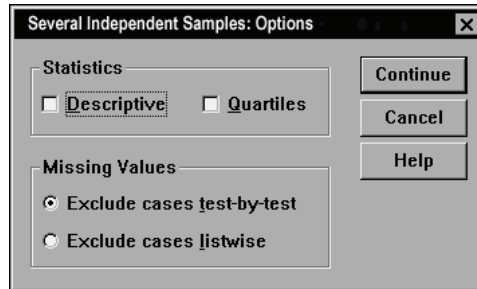 Several Independent Samples: Options
Statistics
Descriptive
Quartiles
Missing Values
Exclude cases test-by-test
Exclude cases listwise
Continue
Cancel
Help